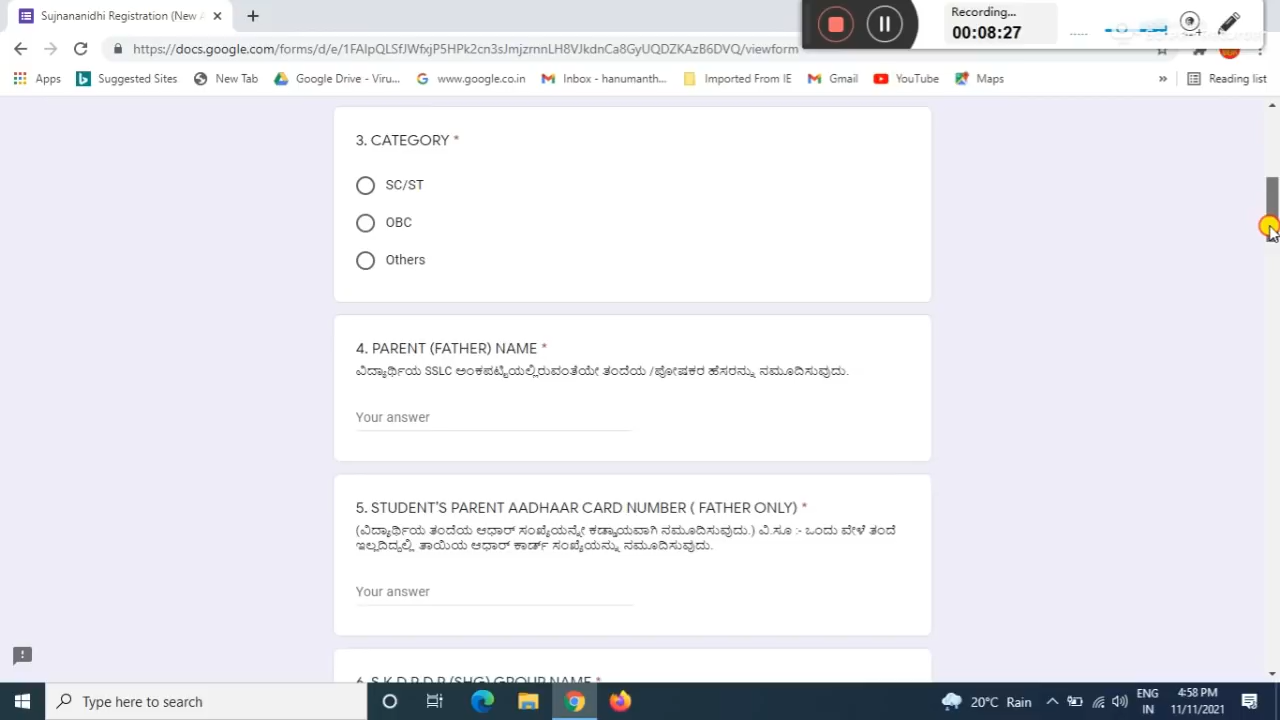 Sujnananidhi Registration (New
Recording...
00:08:27
https://docs.google.com/forms/d/e/1FAIpQLSfJWfxjP5HPk2cn3sJmjzrnnLH8VJkdnCa8GyUQDZKAzB6DVQ/viewform
Apps Suggested Sites New Tab Google Drive - Viru... www.google.co.in Inbox - hanumanth... Imported From IE Gmail YouTube Maps » Reading list
3. CATEGORY *
SC/ST
OBC
Others
4. PARENT (FATHER) NAME *
ವಿದ್ಯಾರ್ಥಿಯ SSLC ಅಂಕಪಟ್ಟಿಯಲ್ಲಿರುವಂತೆಯೇ ತಂದೆಯ /ಪೋಷಕರ ಹೆಸರನ್ನು ನಮೂದಿಸುವುದು.
Your answer
5. STUDENT'S PARENT AADHAAR CARD NUMBER ( FATHER ONLY) *
(ವಿದ್ಯಾರ್ಥಿಯ ತಂದೆಯ ಆಧಾರ್ ಸಂಖ್ಯೆಯನ್ನೇ ಕಡ್ಡಾಯವಾಗಿ ನಮೂದಿಸುವುದು.) ವಿ.ಸೂ :- ಒಂದು ವೇಳೆ ತಂದೆ
ಇಲ್ಲದಿದ್ದಲ್ಲಿ ತಾಯಿಯ ಆಧಾರ್ ಕಾರ್ಡ್ ಸಂಖ್ಯೆಯನ್ನು ನಮೂದಿಸುವುದು.
Your answer
6. S.K.D.R.D.P (SHG) GROUP NAME *
Type here to search
20°C Rain
ENG
IN
4:58 PM
11/11/2021